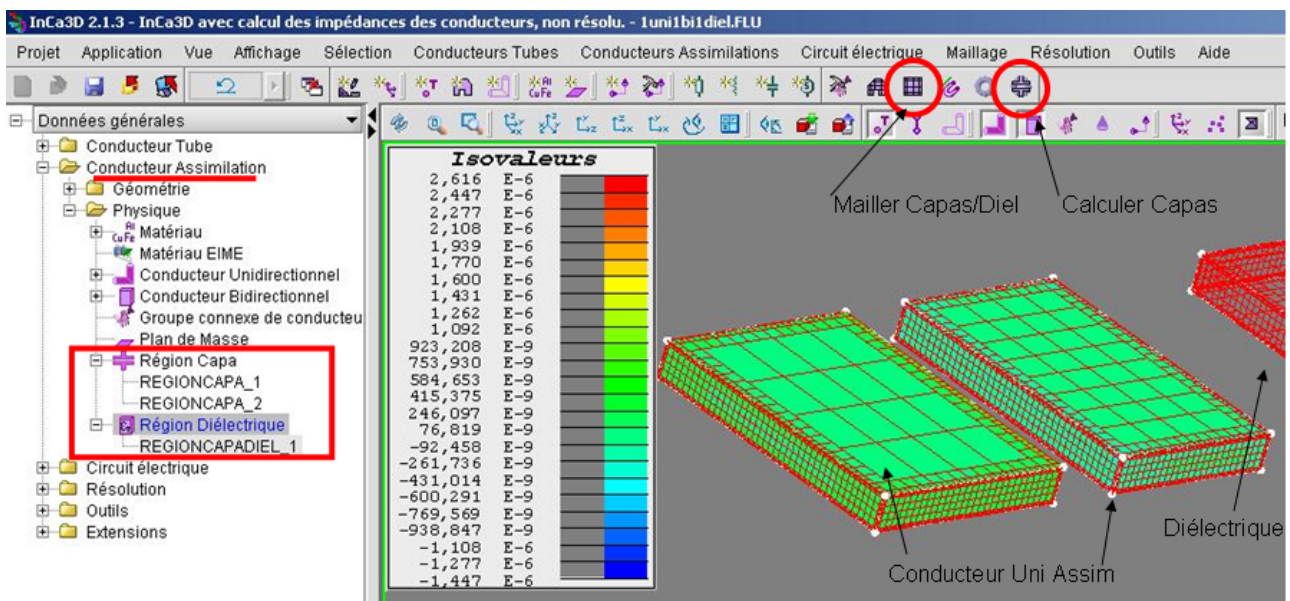 InCa3D 2.1.3 - InCa3D avec calcul des impédances des conducteurs, non résolu. - 1uni1bi1diel.FLU
Projet Application Vue Affichage Sélection Conducteurs Tubes Conducteurs Assimilations Circuit électrique Maillage Résolution Outils Aide
Données générales
Conducteur Tube
Conducteur Assimilation
Géométrie
Physique
Matériau
Matériau EIME
Conducteur Unidirectionnel
Conducteur Bidirectionnel
Groupe connexe de conducteu
Plan de Masse
Région Capa
REGIONCAPA_1
REGIONCAPA_2
Région Diélectrique
REGIONCAPADIEL_1
Circuit électrique
Résolution
Outils
Extensions
Isovaleurs
2,616 E-6
2,447 E-6
2,277 E-6
2,108 E-6
1,939 E-6
1,770 E-6
1,600 E-6
1,431 E-6
1,262 E-6
1,092 E-6
923,208 E-9
753,930 E-9
584,653 E-9
415,375 E-9
246,097 E-9
76,819 E-9
-92,458 E-9
-261,736 E-9
-431,014 E-9
-600,291 E-9
-769,569 E-9
-938,847 E-9
-1,108 E-6
-1,277 E-6
-1,447 E-6
Mailler Capas/Diel
Calculer Capas
Diélectrique
Conducteur Uni Assim